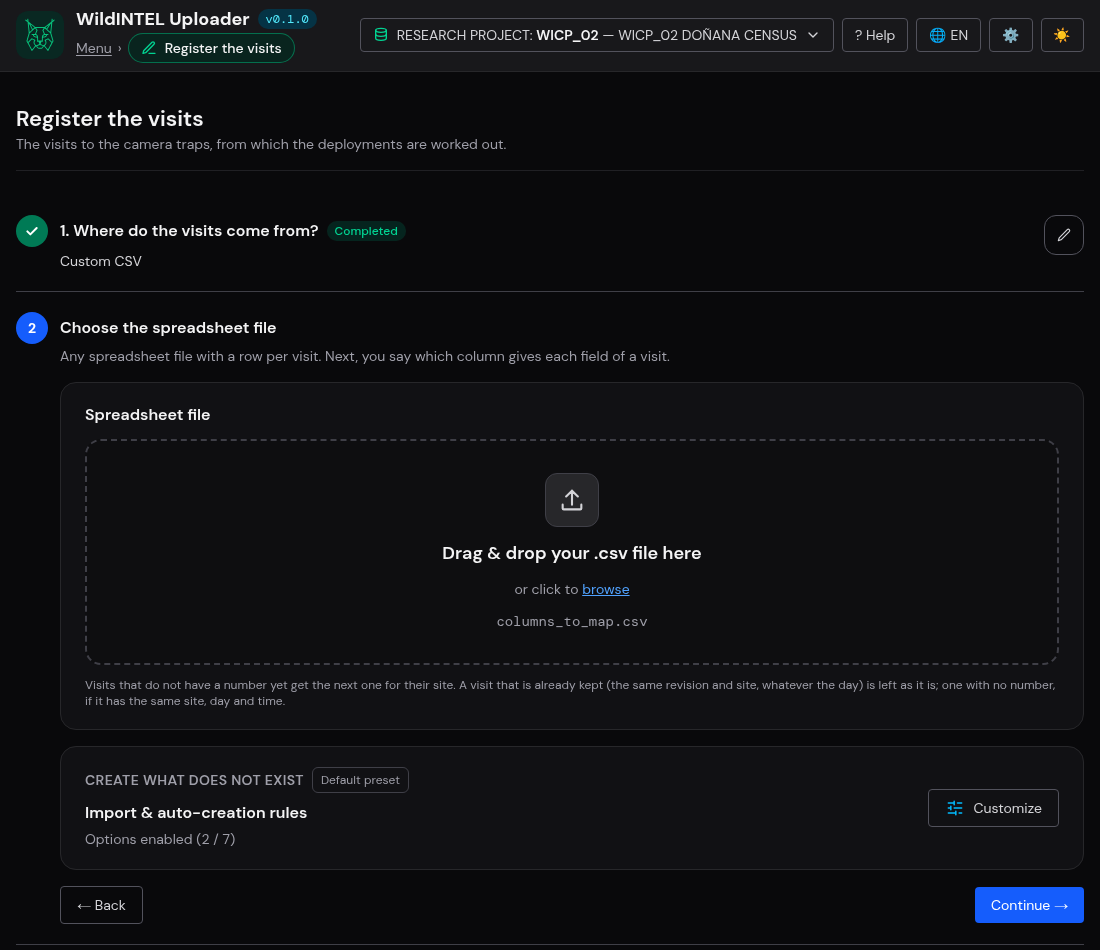 WildINTEL Uploader v0.1.0
Menu › Register the visits
RESEARCH PROJECT: WICP_02 — WICP_02 DOÑANA CENSUS
? Help
EN
Register the visits
The visits to the camera traps, from which the deployments are worked out.
1. Where do the visits come from? Completed
Custom CSV
2 Choose the spreadsheet file
Any spreadsheet file with a row per visit. Next, you say which column gives each field of a visit.
Spreadsheet file
Drag & drop your .csv file here
or click to browse
columns_to_map.csv
Visits that do not have a number yet get the next one for their site. A visit that is already kept (the same revision and site, whatever the day) is left as it is; one with no number,
if it has the same site, day and time.
CREATE WHAT DOES NOT EXIST Default preset
Import & auto-creation rules
Options enabled (2 / 7)
Customize
← Back
Continue →